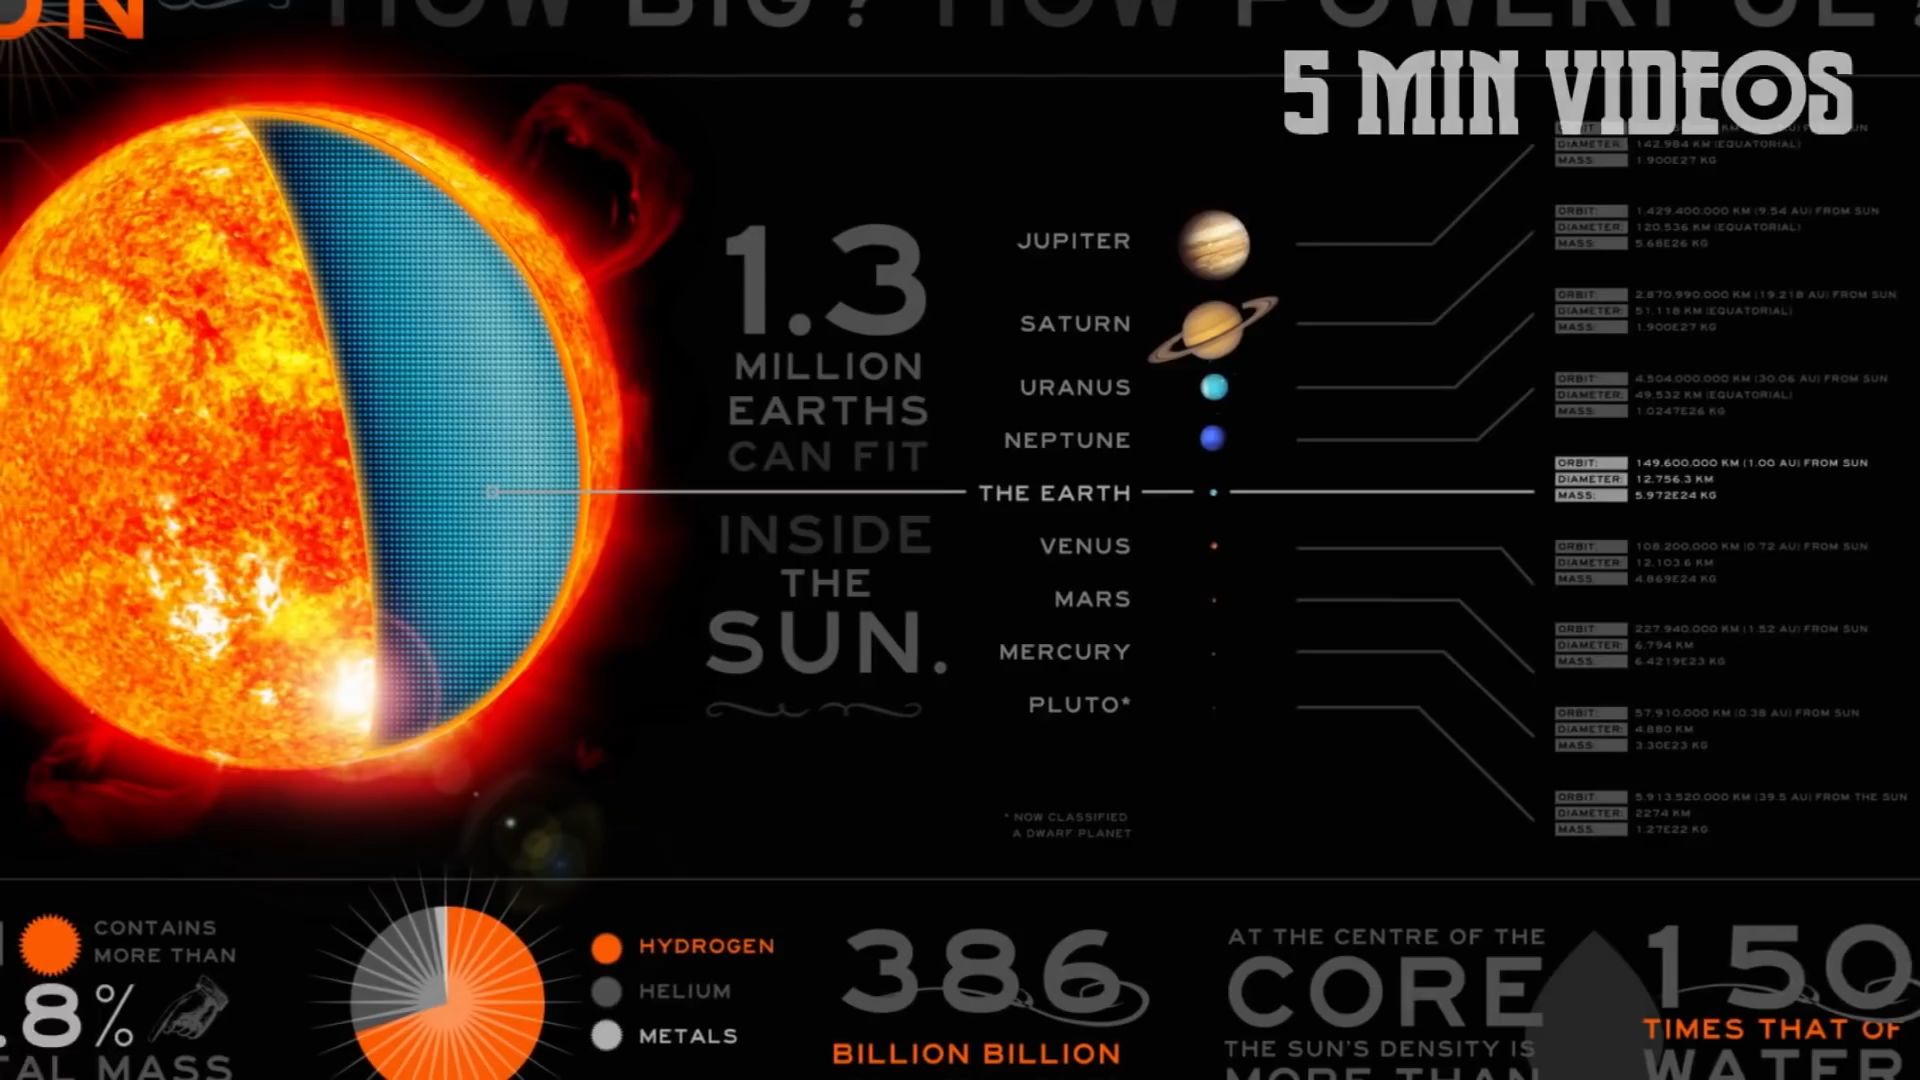 UN HOW BIG? HOW POWERFUL?
5 MIN VIDEOS
DIAMETER: 142.984 KM (EQUATORIAL)
MASS: 1.900E27 KG
1.3
MILLION
EARTHS
CAN FIT
INSIDE
THE
SUN.
JUPITER
SATURN
URANUS
NEPTUNE
THE EARTH
VENUS
MARS
MERCURY
PLUTO*
* NOW CLASSIFIED
A DWARF PLANET
ORBIT: 1.429.400.000 KM (9.54 AU) FROM SUN
DIAMETER: 120.536 KM (EQUATORIAL)
MASS: 5.68E26 KG
ORBIT: 2.870.990.000 KM (19.218 AU) FROM SUN
DIAMETER: 51.118 KM (EQUATORIAL)
MASS: 1.900E27 KG
ORBIT: 4.504.000.000 KM (30.06 AU) FROM SUN
DIAMETER: 49.532 KM (EQUATORIAL)
MASS: 1.0247E26 KG
ORBIT: 149.600.000 KM (1.00 AU) FROM SUN
DIAMETER: 12.756.3 KM
MASS: 5.972E24 KG
ORBIT: 108.200.000 KM (0.72 AU) FROM SUN
DIAMETER: 12.103.6 KM
MASS: 4.869E24 KG
ORBIT: 227.940.000 KM (1.52 AU) FROM SUN
DIAMETER: 6.794 KM
MASS: 6.4219E23 KG
ORBIT: 57.910.000 KM (0.38 AU) FROM SUN
DIAMETER: 4.880 KM
MASS: 3.30E23 KG
ORBIT: 5.913.520.000 KM (39.5 AU) FROM THE SUN
DIAMETER: 2274 KM
MASS: 1.27E22 KG
CONTAINS
MORE THAN
.8%
TAL MASS
HYDROGEN
HELIUM
METALS
386
BILLION BILLION
AT THE CENTRE OF THE
CORE
THE SUN'S DENSITY IS
MORE THAN
150
TIMES THAT OF
WATER